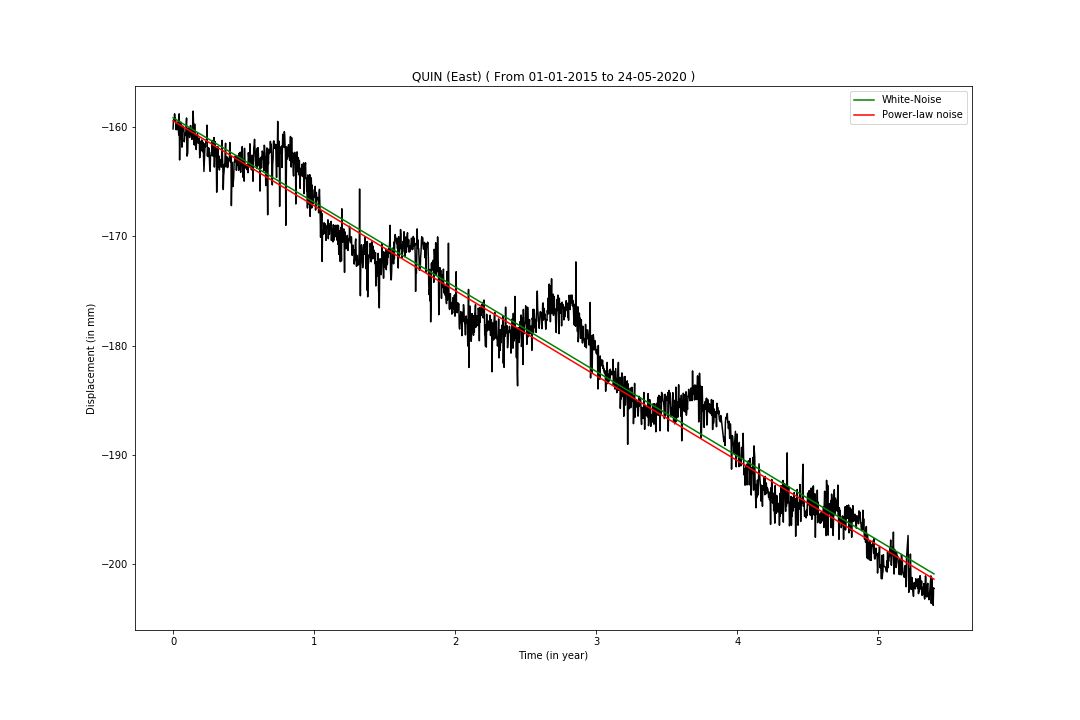 QUIN (East) ( From 01-01-2015 to 24-05-2020 )
White-Noise
Power-law noise
Displacement (in mm)
−160
−170
−180
−190
−200
0 1 2 3 4 5
Time (in year)